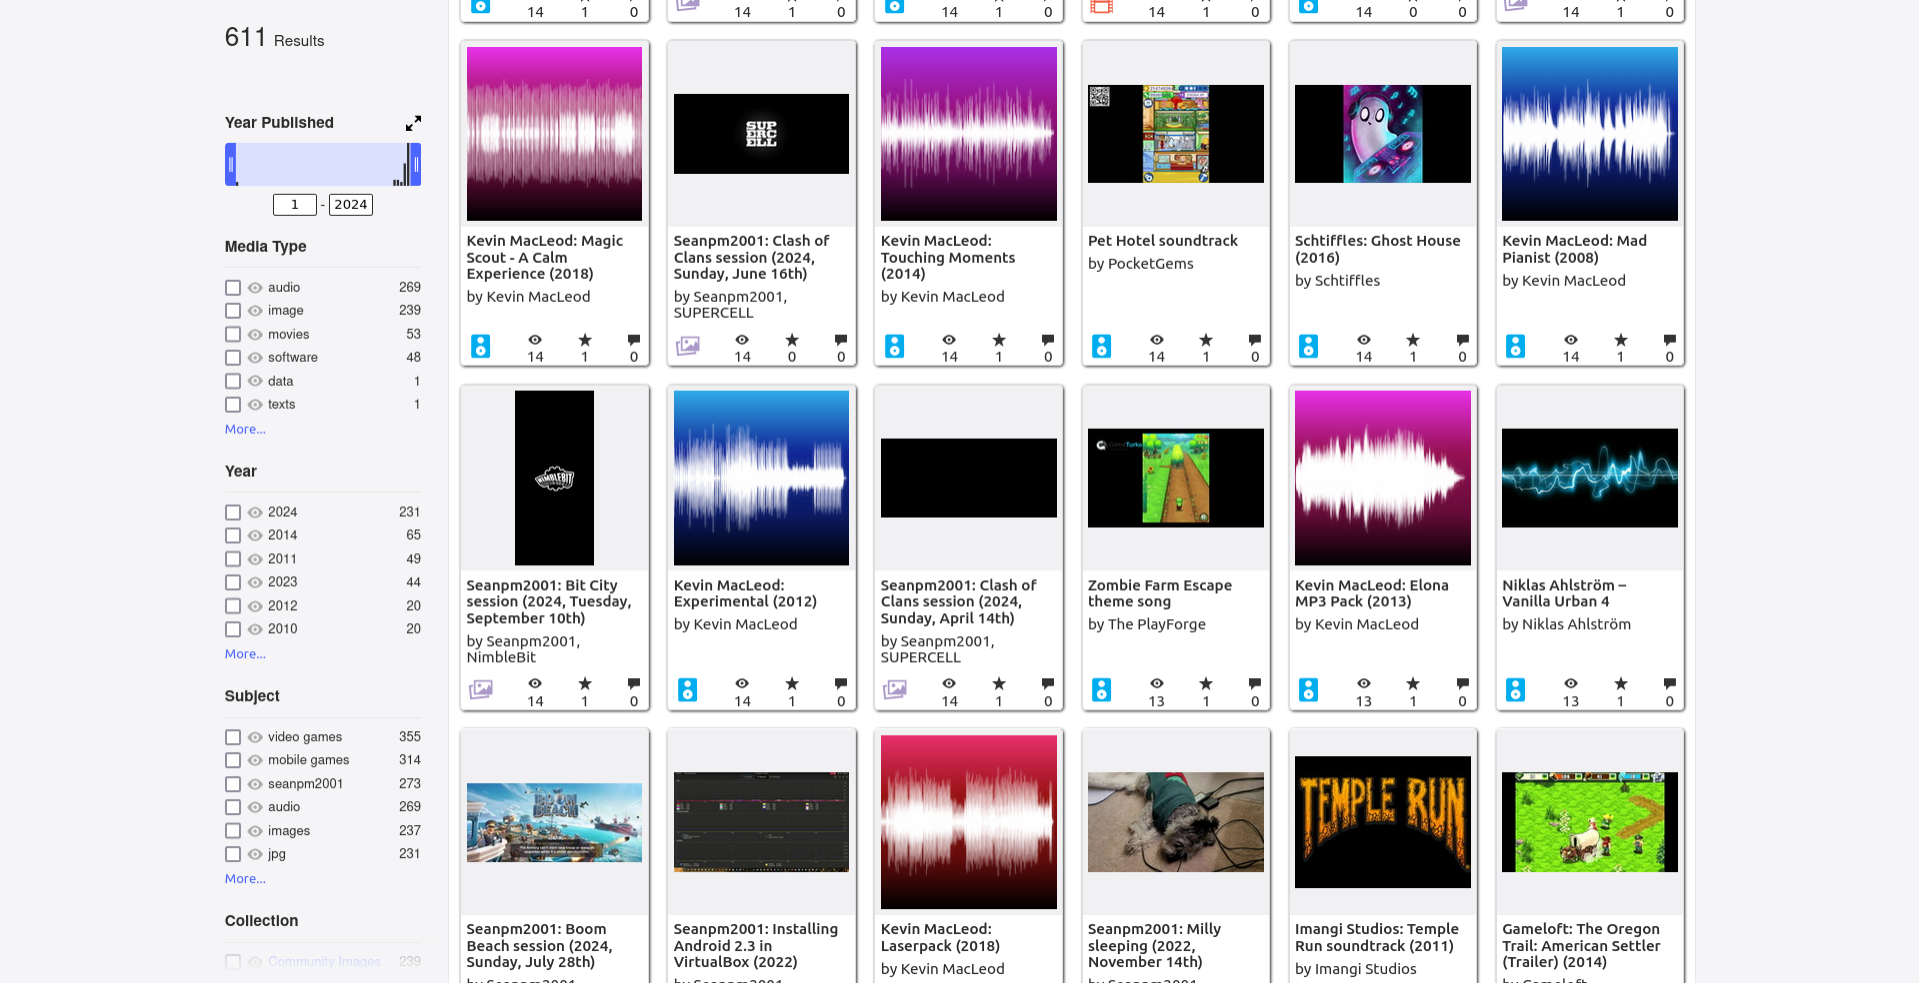 14 1 0
14 1 0
14 1 0
14 1 0
14 0 0
14 1 0
611 Results
Year Published
1 - 2024
Media Type
audio 269
image 239
movies 53
software 48
data 1
texts 1
More...
Year
2024 231
2014 65
2011 49
2023 44
2012 20
2010 20
More...
Subject
video games 355
mobile games 314
seanpm2001 273
audio 269
images 237
jpg 231
More...
Collection
Community Images 239
Kevin MacLeod: Magic
Scout - A Calm
Experience (2018)
by Kevin MacLeod
14 1 0
SUP
ERC
ELL
Seanpm2001: Clash of
Clans session (2024,
Sunday, June 16th)
by Seanpm2001,
SUPERCELL
14 0 0
Kevin MacLeod:
Touching Moments
(2014)
by Kevin MacLeod
14 1 0
Pet Hotel soundtrack
by PocketGems
14 1 0
Schtiffles: Ghost House
(2016)
by Schtiffles
14 1 0
Kevin MacLeod: Mad
Pianist (2008)
by Kevin MacLeod
14 1 0
NIMBLEBIT
Seanpm2001: Bit City
session (2024, Tuesday,
September 10th)
by Seanpm2001,
NimbleBit
14 1 0
Kevin MacLeod:
Experimental (2012)
by Kevin MacLeod
14 1 0
Seanpm2001: Clash of
Clans session (2024,
Sunday, April 14th)
by Seanpm2001,
SUPERCELL
14 1 0
Zombie Farm Escape
theme song
by The PlayForge
13 1 0
Kevin MacLeod: Elona
MP3 Pack (2013)
by Kevin MacLeod
13 1 0
Niklas Ahlström –
Vanilla Urban 4
by Niklas Ahlström
13 1 0
BOOM
BEACH
Seanpm2001: Boom
Beach session (2024,
Sunday, July 28th)
by Seanpm2001,
Seanpm2001: Installing
Android 2.3 in
VirtualBox (2022)
by Seanpm2001
Kevin MacLeod:
Laserpack (2018)
by Kevin MacLeod
Seanpm2001: Milly
sleeping (2022,
November 14th)
by Seanpm2001
TEMPLE RUN
Imangi Studios: Temple
Run soundtrack (2011)
by Imangi Studios
Gameloft: The Oregon
Trail: American Settler
(Trailer) (2014)
by Gameloft